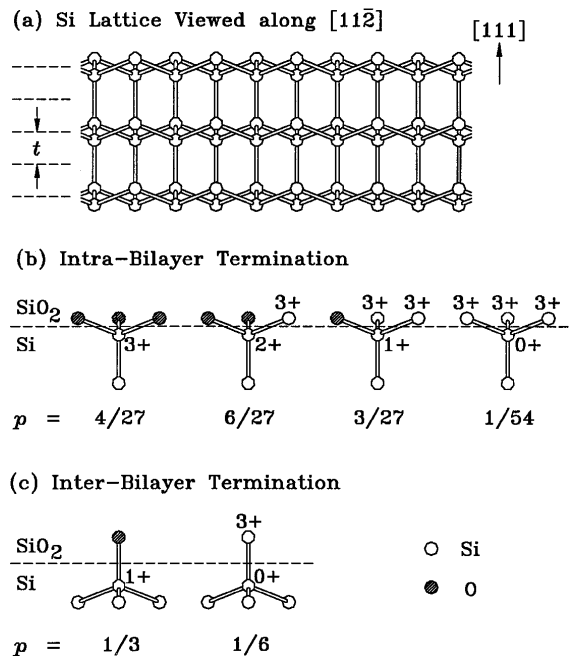 (a) Si Lattice Viewed along [112̄]
[111]
t
(b) Intra-Bilayer Termination
SiO₂
Si
3+ 3+ 3+ 3+ 3+ 3+
3+ 2+ 1+ 0+
p = 4/27 6/27 3/27 1/54
(c) Inter-Bilayer Termination
3+
SiO₂
Si
1+ 0+
Si
O
p = 1/3 1/6